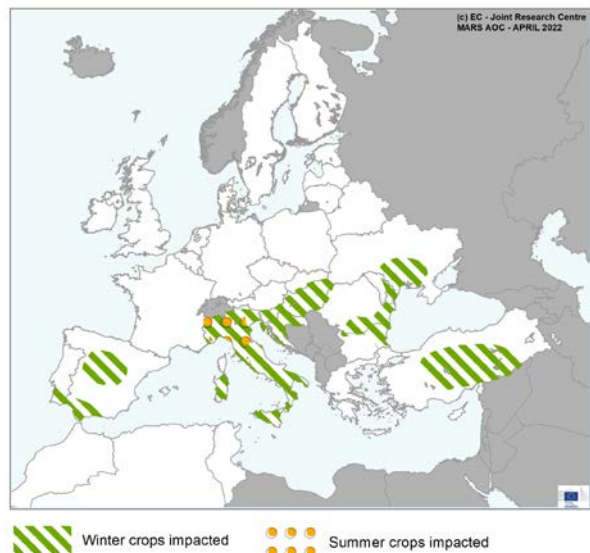 (c) EC - Joint Research Centre
MARS AOC - APRIL 2022
Winter crops impacted
Summer crops impacted